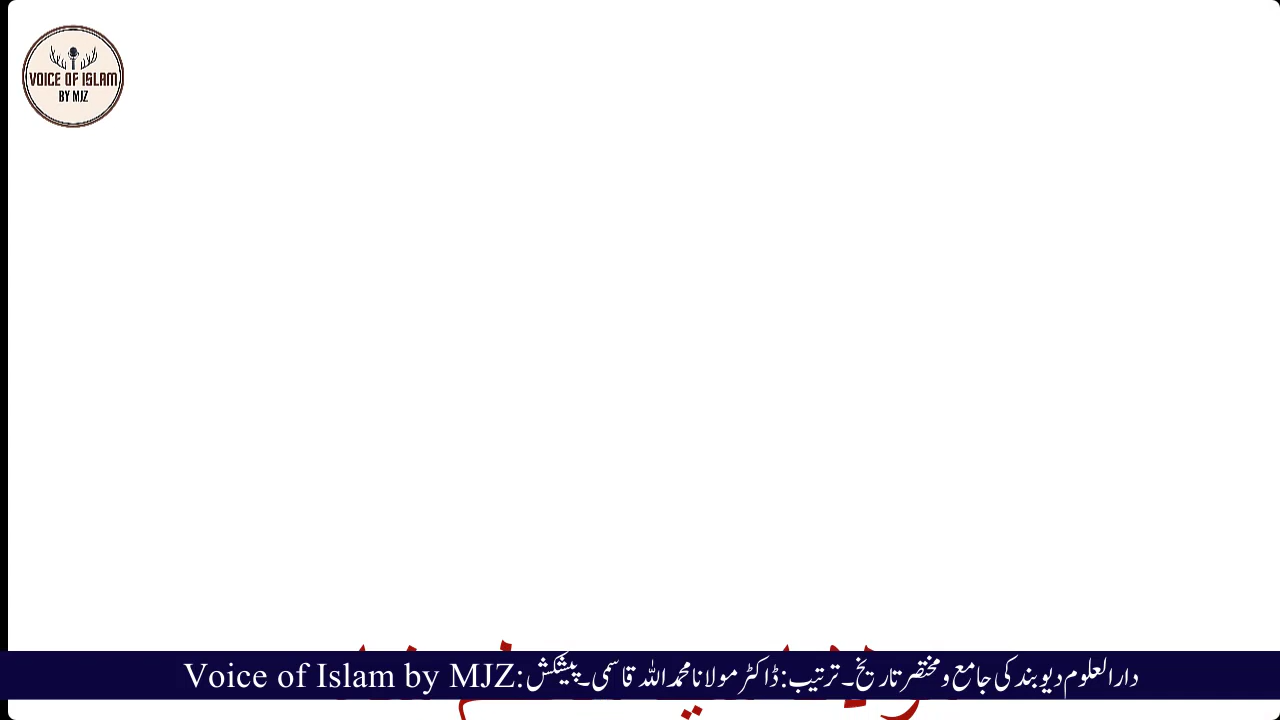 VOICE OF ISLAM
BY MJZ
دارالعلوم دیوبند کی جامع و مختصر تاریخ۔ ترتیب: ڈاکٹر مولانا محمد اللہ قاسمی۔ پیشکش: Voice of Islam by MJZ